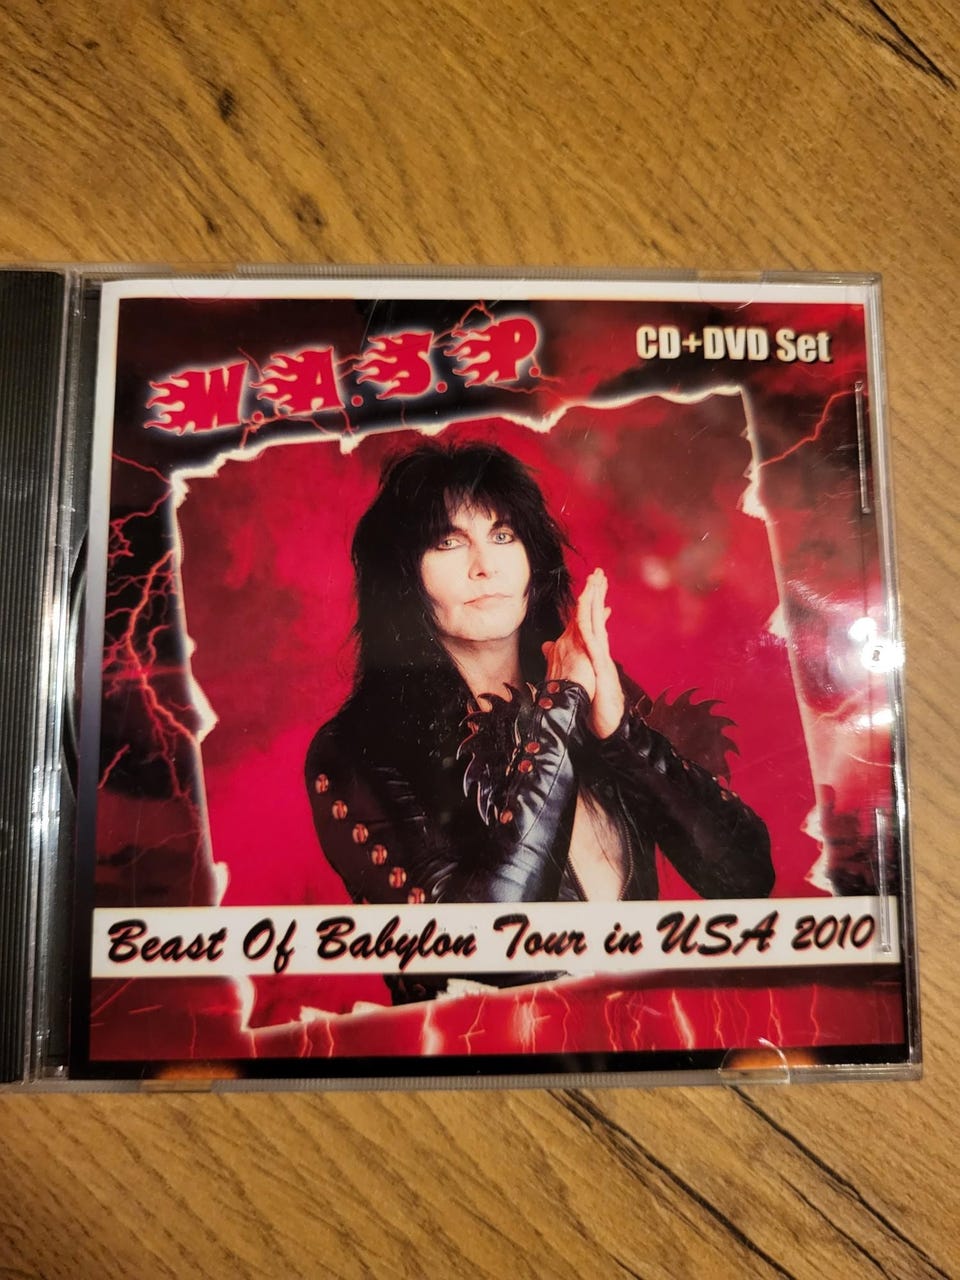 W.A.S.P.
CD+DVD Set
Beast Of Babylon Tour in USA 2010